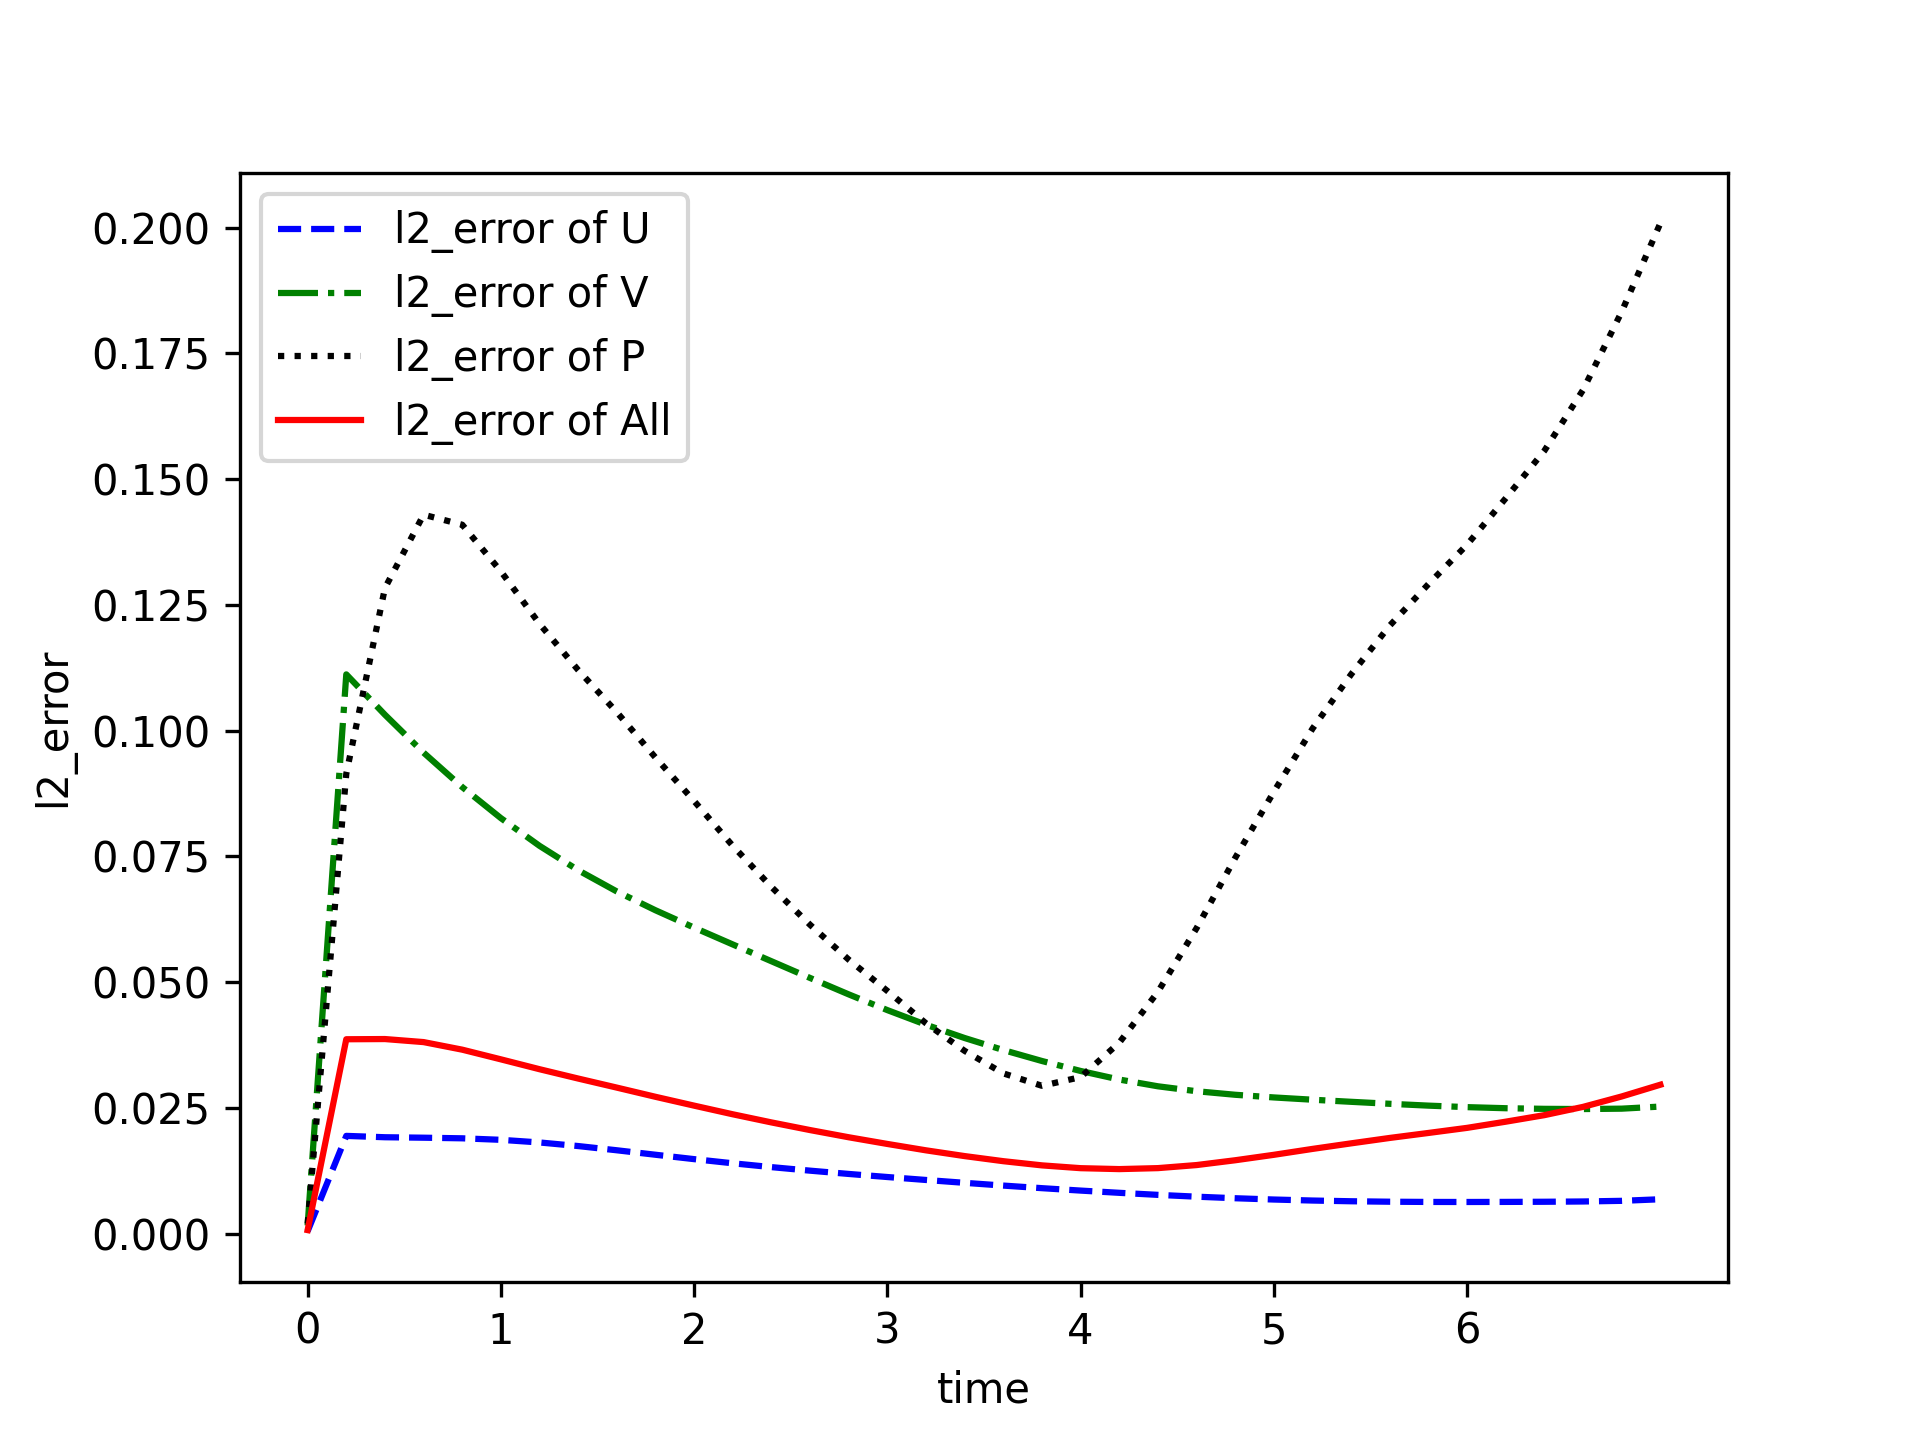 l2_error of U
l2_error of V
l2_error of P
l2_error of All
0.200
0.175
0.150
0.125
0.100
0.075
0.050
0.025
0.000
l2_error
0 1 2 3 4 5 6
time